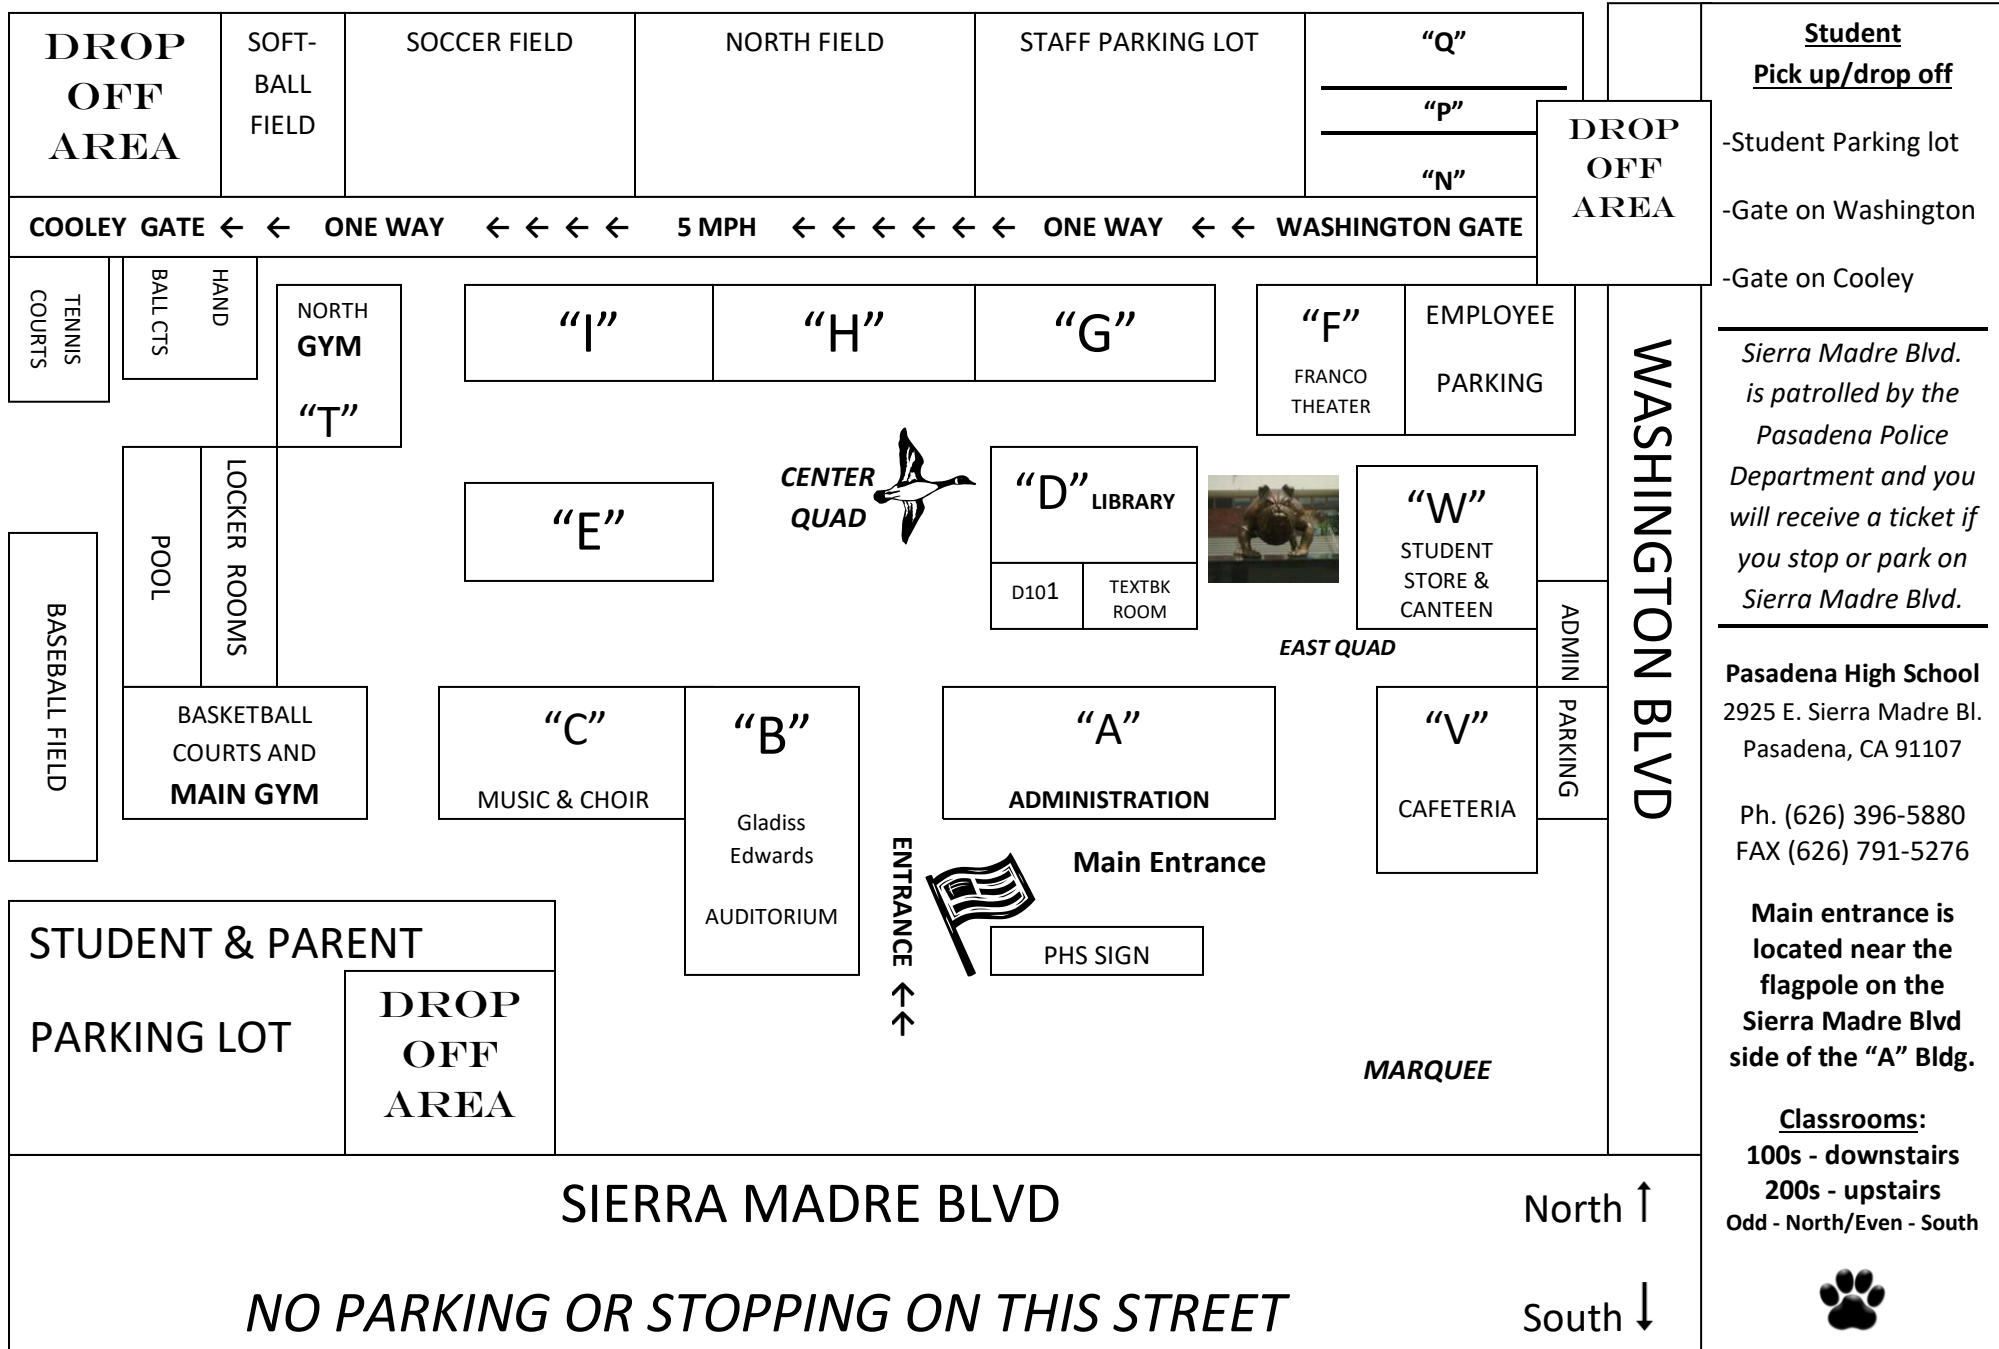 DROP
OFF
AREA
SOFT-
BALL
FIELD
SOCCER FIELD
NORTH FIELD
STAFF PARKING LOT
“Q”
“P”
“N”
DROP
OFF
AREA
COOLEY GATE ← ← ONE WAY ← ← ← ← 5 MPH ← ← ← ← ← ← ONE WAY ← ← WASHINGTON GATE
TENNIS
COURTS
HAND
BALL CTS
NORTH
GYM
“T”
“I”
“H”
“G”
“F”
FRANCO
THEATER
EMPLOYEE
PARKING
POOL
LOCKER ROOMS
“E”
CENTER
QUAD
“D” LIBRARY
D101
TEXTBK
ROOM
“W”
STUDENT
STORE &
CANTEEN
EAST QUAD
ADMIN PARKING
WASHINGTON BLVD
BASEBALL FIELD
BASKETBALL
COURTS AND
MAIN GYM
“C”
MUSIC & CHOIR
“B”
Gladiss
Edwards
AUDITORIUM
“A”
ADMINISTRATION
“V”
CAFETERIA
ENTRANCE → →
Main Entrance
PHS SIGN
STUDENT & PARENT
PARKING LOT
DROP
OFF
AREA
MARQUEE
SIERRA MADRE BLVD
NO PARKING OR STOPPING ON THIS STREET
North ↑
South ↓
Student
Pick up/drop off
-Student Parking lot
-Gate on Washington
-Gate on Cooley
Sierra Madre Blvd.
is patrolled by the
Pasadena Police
Department and you
will receive a ticket if
you stop or park on
Sierra Madre Blvd.
Pasadena High School
2925 E. Sierra Madre Bl.
Pasadena, CA 91107
Ph. (626) 396-5880
FAX (626) 791-5276
Main entrance is
located near the
flagpole on the
Sierra Madre Blvd
side of the “A” Bldg.
Classrooms:
100s - downstairs
200s - upstairs
Odd - North/Even - South